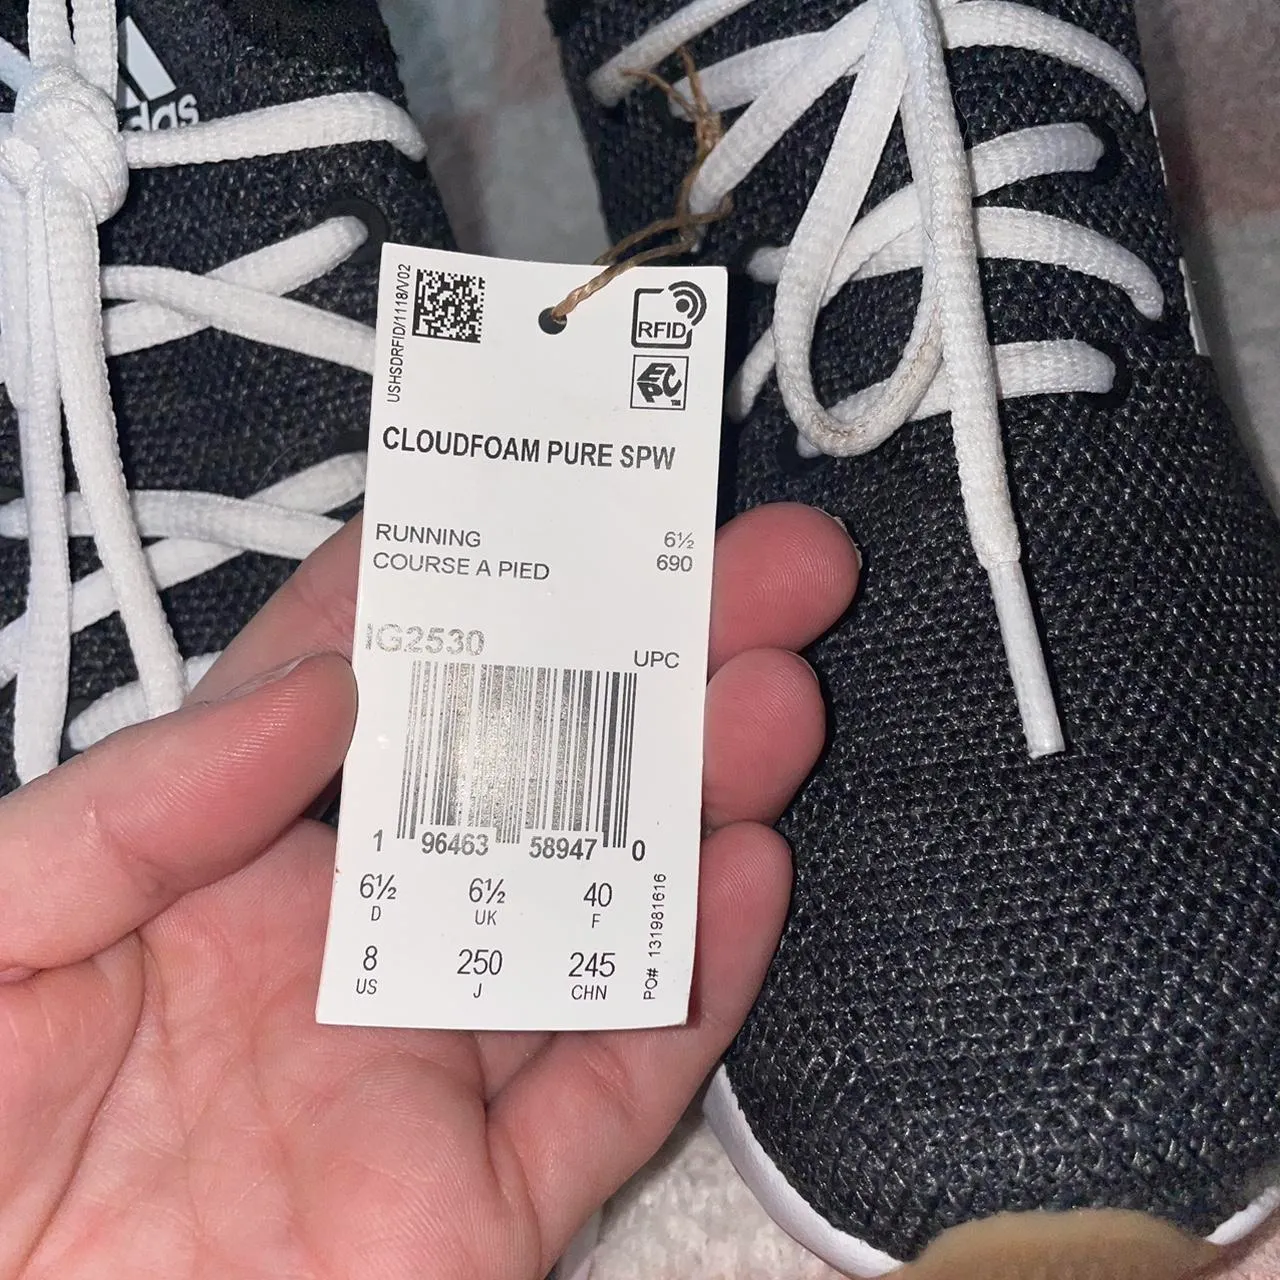 adidas
USHSDRFID/1118/V02
RFID
EPC
TM
CLOUDFOAM PURE SPW
RUNNING 6½
COURSE A PIED 690
IG2530
UPC
1 96463 58947 0
6½ 6½ 40
D UK F
8 250 245
US J CHN
PO# 131981616